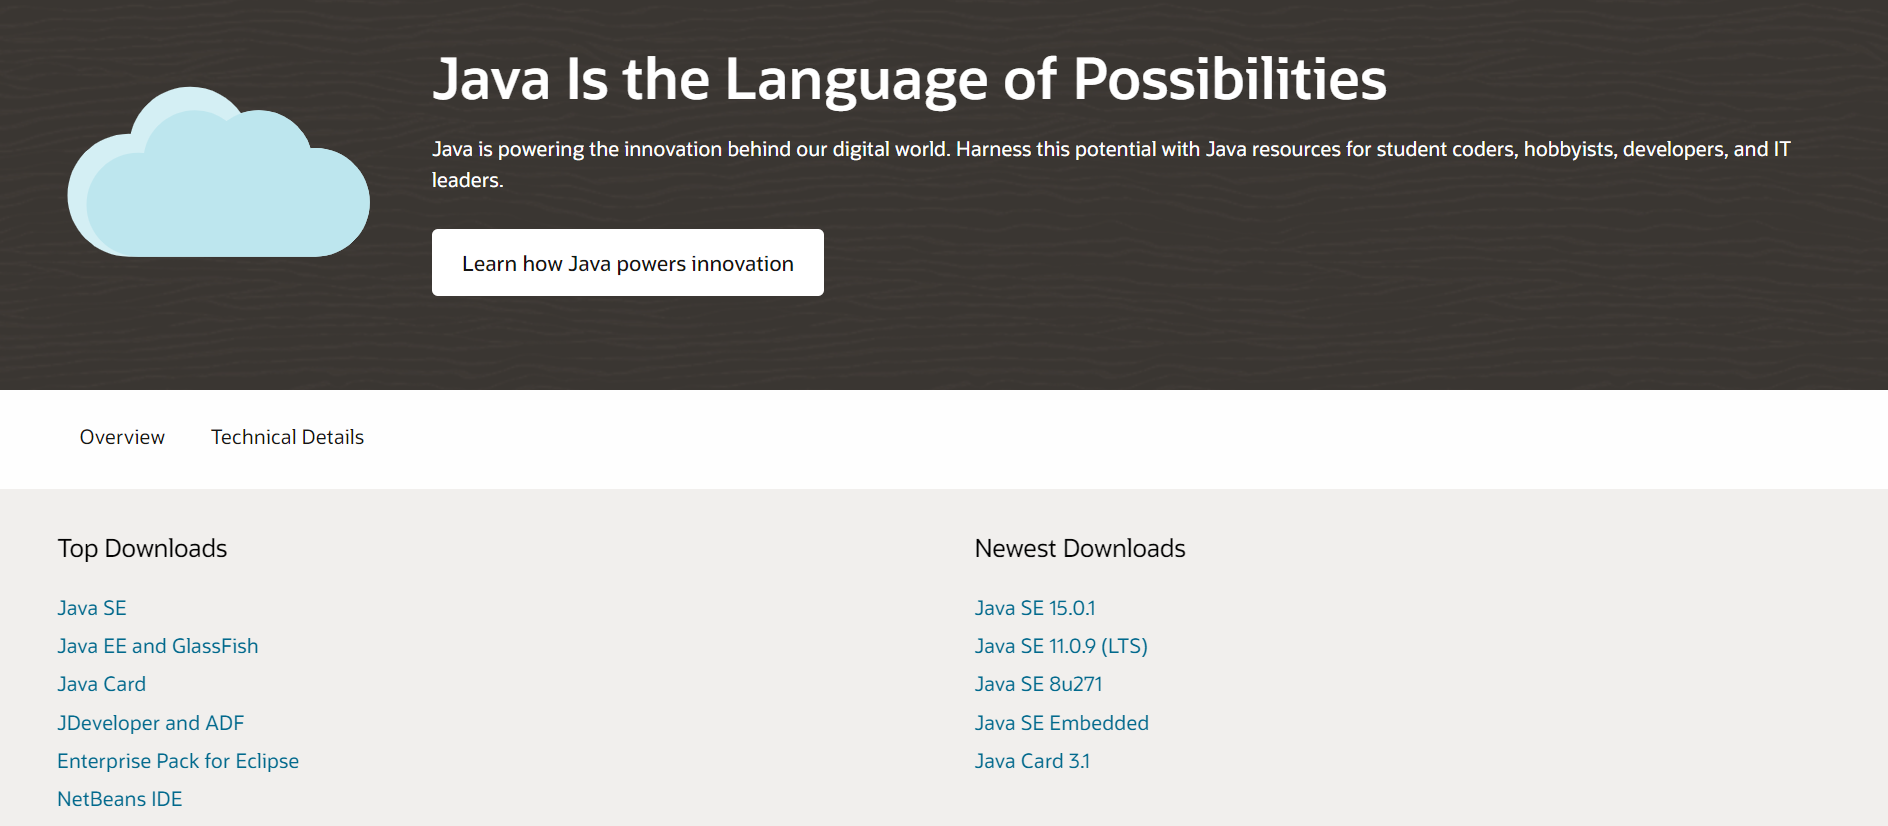 Java Is the Language of Possibilities
Java is powering the innovation behind our digital world. Harness this potential with Java resources for student coders, hobbyists, developers, and IT
leaders.
Learn how Java powers innovation
Overview
Technical Details
Top Downloads
Java SE
Java EE and GlassFish
Java Card
JDeveloper and ADF
Enterprise Pack for Eclipse
NetBeans IDE
Newest Downloads
Java SE 15.0.1
Java SE 11.0.9 (LTS)
Java SE 8u271
Java SE Embedded
Java Card 3.1